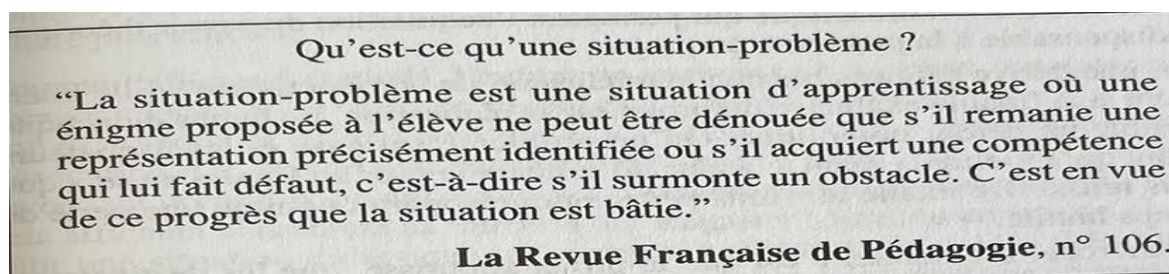 Qu'est-ce qu'une situation-problème ?
“La situation-problème est une situation d'apprentissage où une
énigme proposée à l'élève ne peut être dénouée que s'il remanie une
représentation précisément identifiée ou s'il acquiert une compétence
qui lui fait défaut, c'est-à-dire s'il surmonte un obstacle. C'est en vue
de ce progrès que la situation est bâtie.”
La Revue Française de Pédagogie, n° 106.